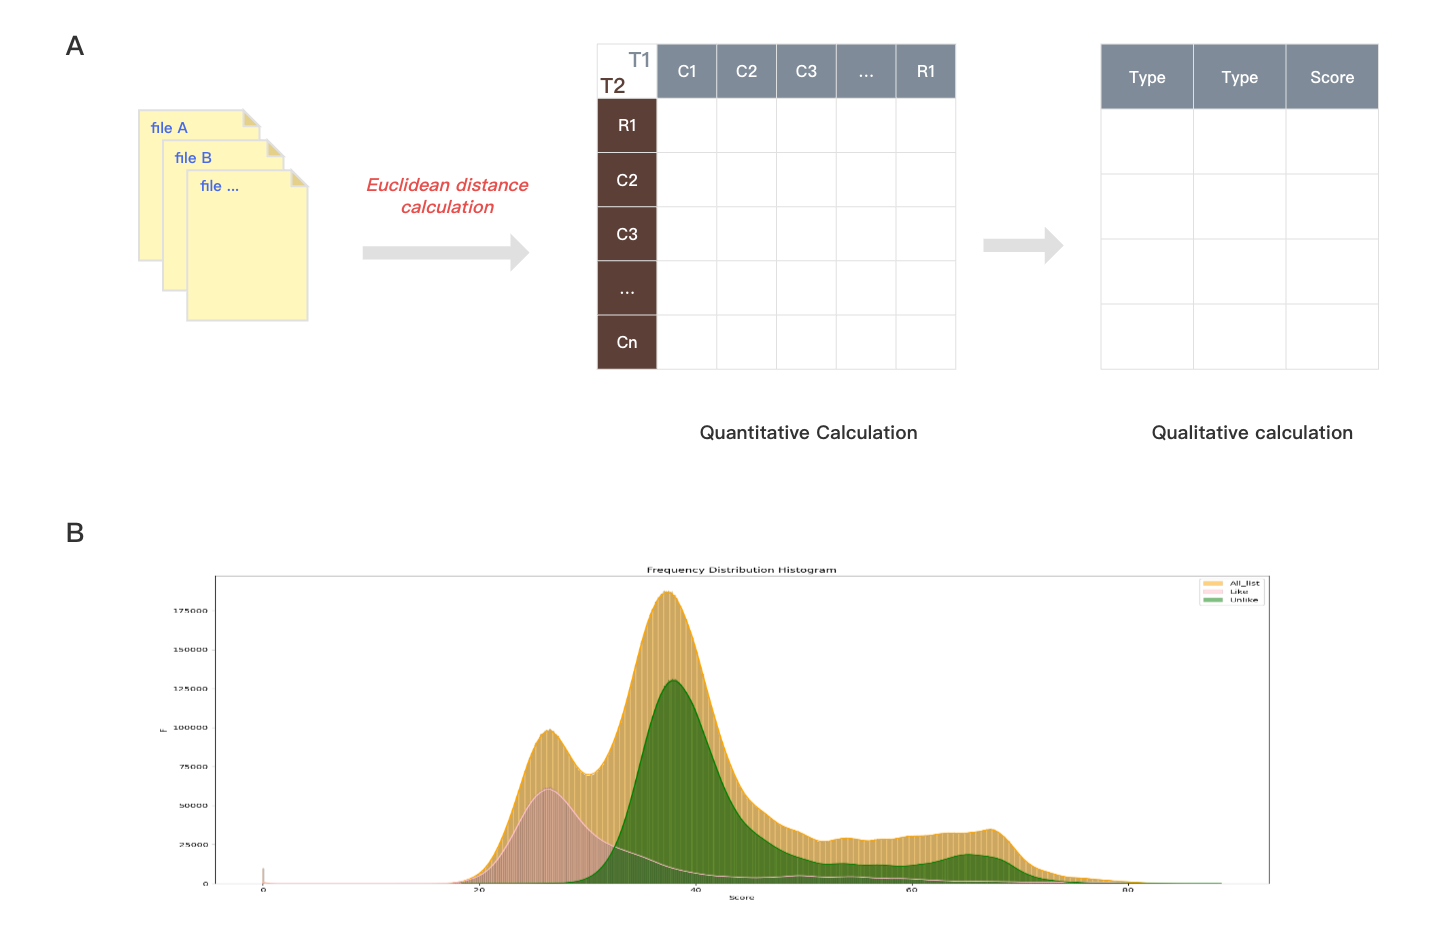 A
file A
file B
file ...
Euclidean distance
calculation
T1
T2
C1 C2 C3 ... R1
R1
C2
C3
...
Cn
Type Type Score
Quantitative Calculation
Qualitative calculation
B
Frequency Distribution Histogram
All_list
Like
Unlike
175000
150000
125000
100000
75000
50000
25000
0
F
0 20 40 60 80
Score